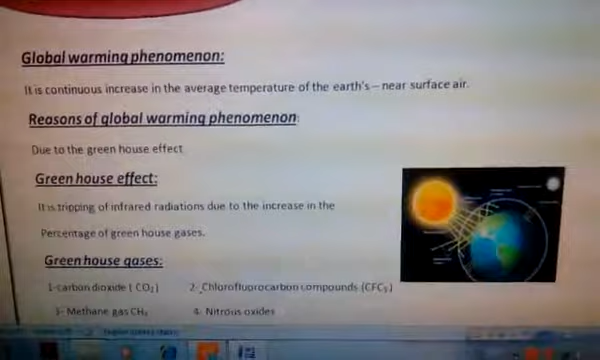 Global warming phenomenon:
It is continuous increase in the average temperature of the earth's – near surface air.
Reasons of global warming phenomenon:
Due to the green house effect
Green house effect:
It is tripping of infrared radiations due to the increase in the
Percentage of green house gases.
Green house gases:
1-carbon dioxide ( CO₂) 2- Chlorofluorocarbon compounds (CFCs)
3- Methane gas CH₄ 4- Nitrous oxides